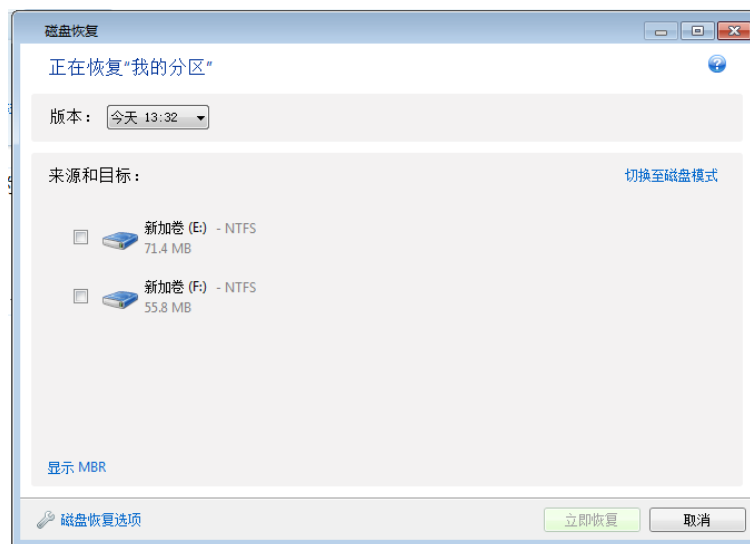 磁盘恢复
正在恢复"我的分区"
版本： 今天 13:32
来源和目标： 切换至磁盘模式
新加卷 (E:) - NTFS
71.4 MB
新加卷 (F:) - NTFS
55.8 MB
显示 MBR
磁盘恢复选项 立即恢复 取消